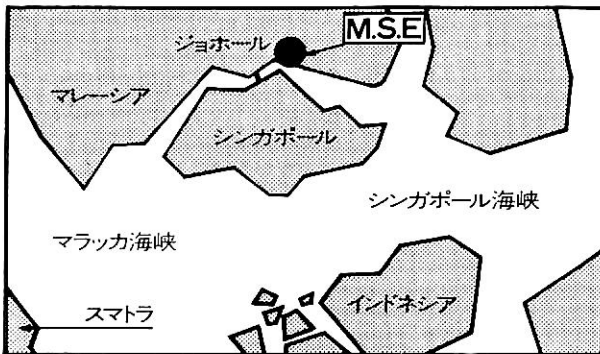 M.S.E
ジョホール
マレーシア
シンガポール
シンガポール海峡
マラッカ海峡
インドネシア
スマトラ